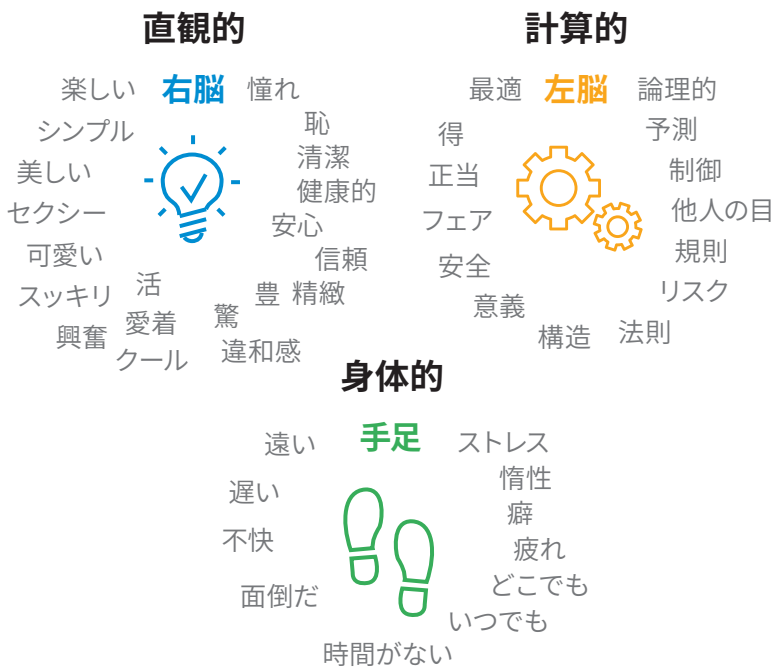 直観的
右脳
楽しい
シンプル
美しい
セクシー
可愛い
スッキリ
興奮
活
愛着
クール
憧れ
恥
清潔
健康的
安心
信頼
豊
精緻
驚
違和感
計算的
左脳
最適
得
正当
フェア
安全
意義
構造
論理的
予測
制御
他人の目
規則
リスク
法則
身体的
手足
遠い
遅い
不快
面倒だ
ストレス
惰性
癖
疲れ
どこでも
いつでも
時間がない